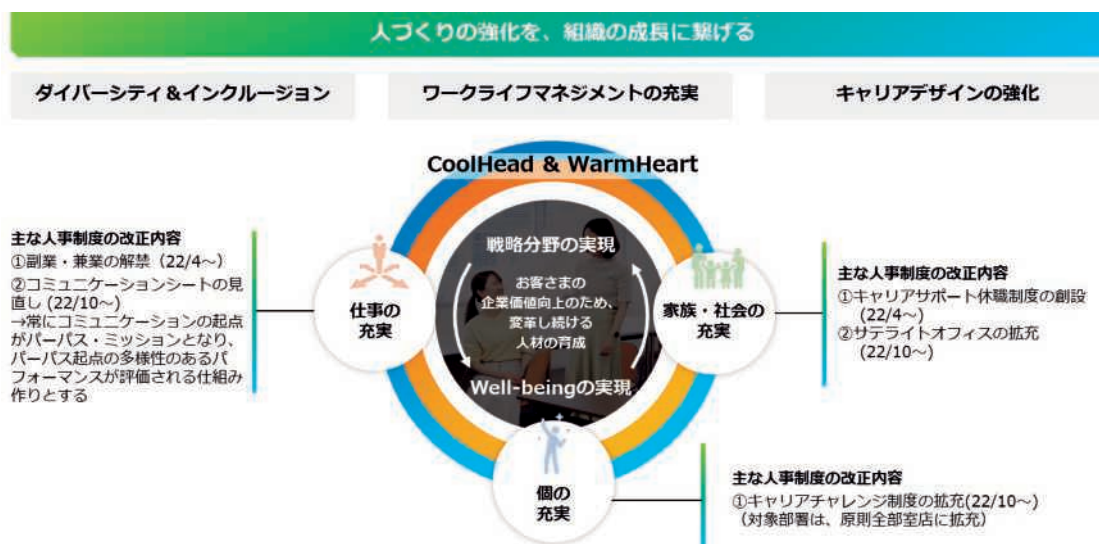 人づくりの強化を、組織の成長に繋げる
ダイバーシティ＆インクルージョン
ワークライフマネジメントの充実
キャリアデザインの強化
CoolHead & WarmHeart
主な人事制度の改正内容
①副業・兼業の解禁（22/4～）
②コミュニケーションシートの見
直し (22/10～)
→常にコミュニケーションの起点
がパーパス・ミッションとなり、
パーパス起点の多様性のあるパ
フォーマンスが評価される仕組み
作りとする
仕事の
充実
戦略分野の実現
お客さまの
企業価値向上のため、
変革し続ける
人材の育成
Well-beingの実現
家族・社会の
充実
主な人事制度の改正内容
①キャリアサポート休職制度の創設
(22/4～)
②サテライトオフィスの拡充
(22/10～)
個の
充実
主な人事制度の改正内容
①キャリアチャレンジ制度の拡充(22/10～)
（対象部署は、原則全部室店に拡充）